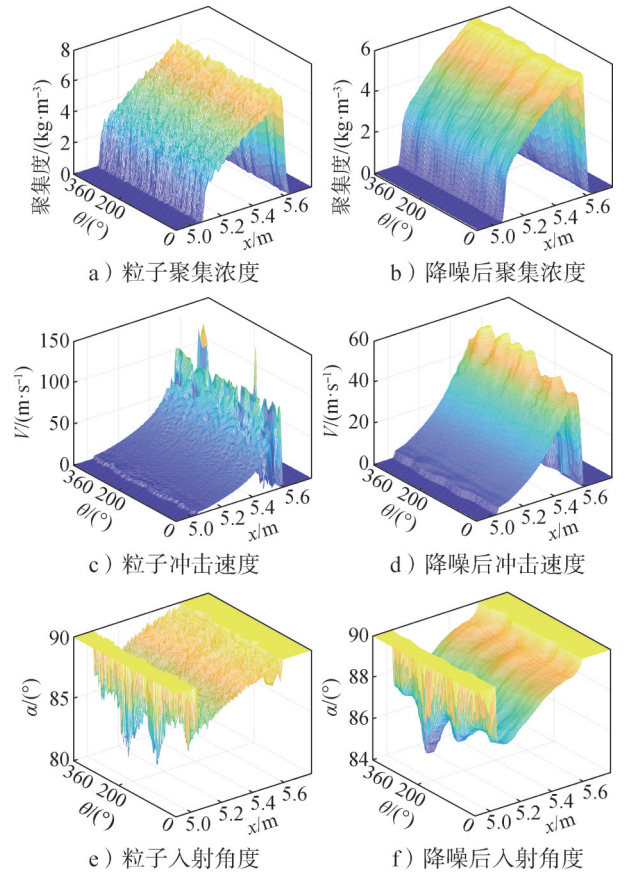 8
6
4
2
0
聚集度/(kg·m⁻³)
360
200
0
θ/(°)
5.0
5.2
5.4
5.6
x/m
a）粒子聚集浓度
6
4
2
0
聚集度/(kg·m⁻³)
360
200
0
θ/(°)
5.0
5.2
5.4
5.6
x/m
b）降噪后聚集浓度
150
100
50
0
V/(m·s⁻¹)
360
200
0
θ/(°)
5.0
5.2
5.4
5.6
x/m
c）粒子冲击速度
60
40
20
0
V/(m·s⁻¹)
360
200
0
θ/(°)
5.0
5.2
5.4
5.6
x/m
d）降噪后冲击速度
90
85
80
α/(°)
360
200
0
θ/(°)
5.0
5.2
5.4
5.6
x/m
e）粒子入射角度
90
88
86
84
α/(°)
360
200
0
θ/(°)
5.0
5.2
5.4
5.6
x/m
f）降噪后入射角度